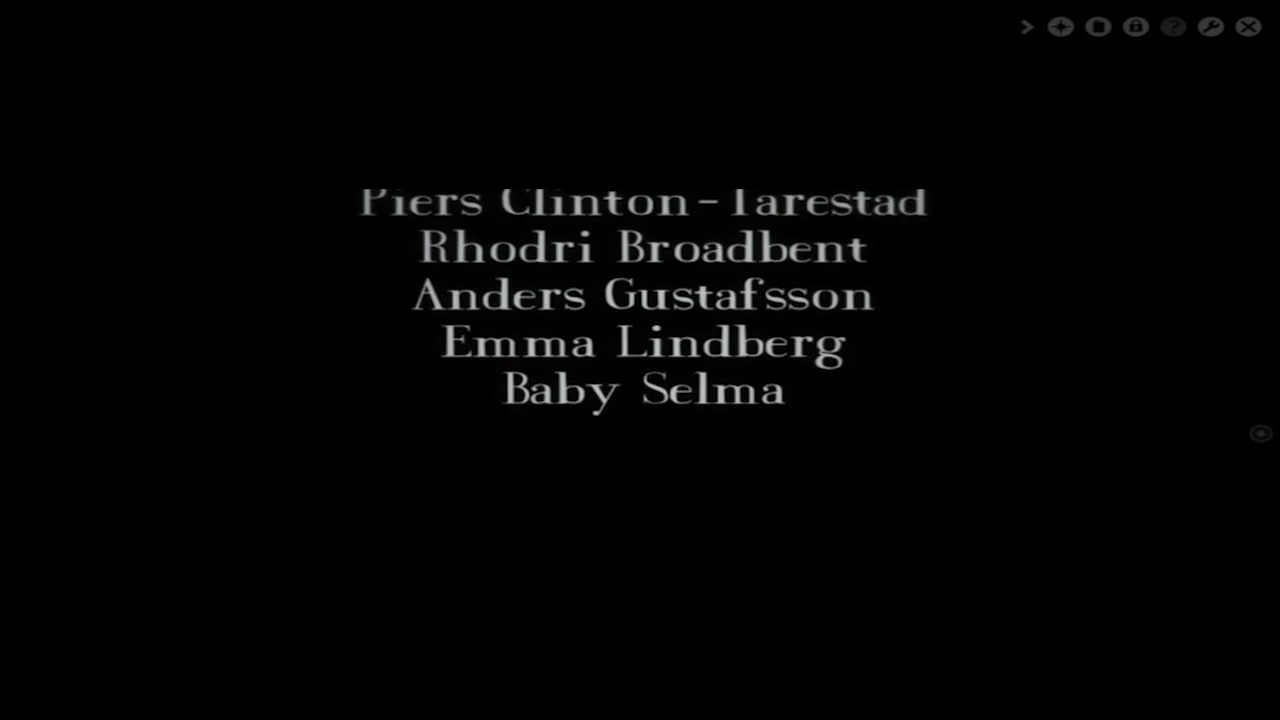 Piers Clinton-Tarestad
Rhodri Broadbent
Anders Gustafsson
Emma Lindberg
Baby Selma